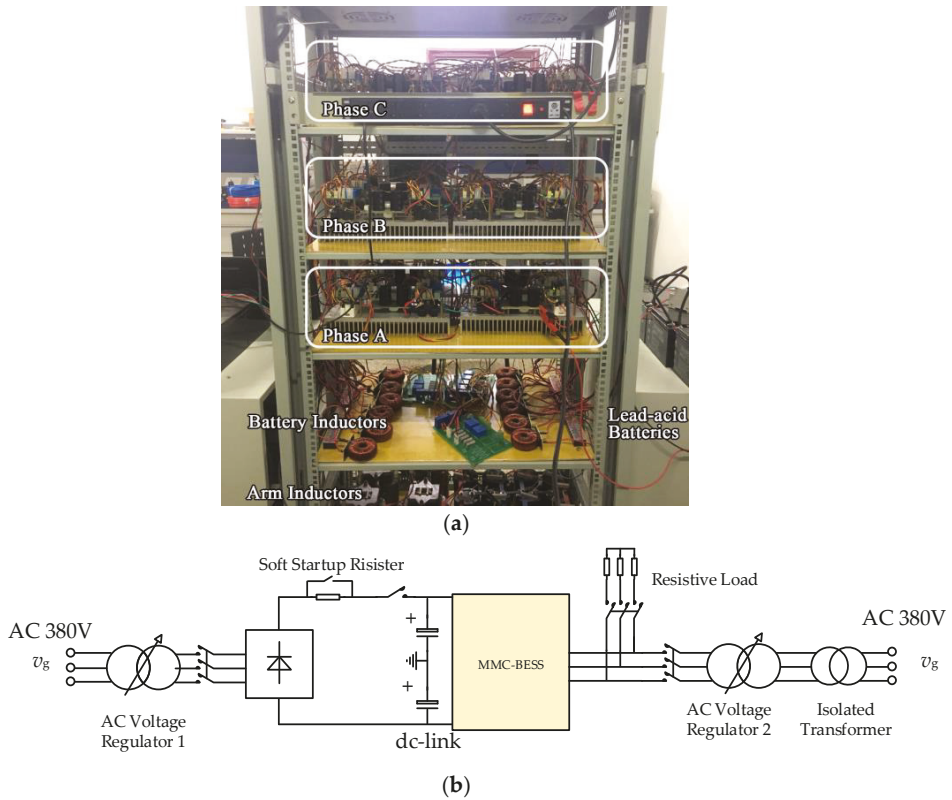 Phase C
Phase B
Phase A
Battery Inductors
Lead-acid
Batteries
Arm Inductors
(a)
Soft Startup Risister
Resistive Load
AC 380V
AC 380V
+
vg
MMC-BESS
vg
+
AC Voltage
Regulator 1
AC Voltage
Regulator 2
Isolated
Transformer
dc-link
(b)